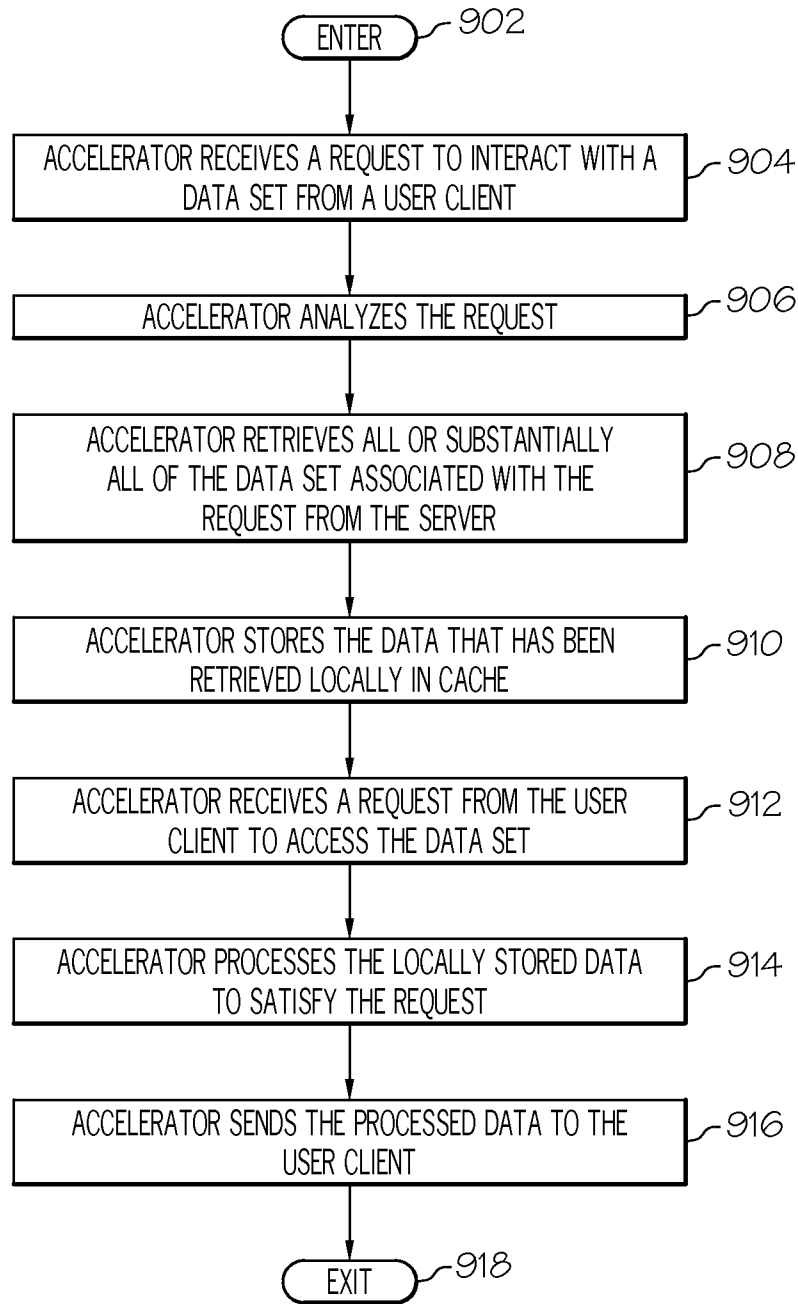 ENTER 902
ACCELERATOR RECEIVES A REQUEST TO INTERACT WITH A
DATA SET FROM A USER CLIENT
904
ACCELERATOR ANALYZES THE REQUEST
906
ACCELERATOR RETRIEVES ALL OR SUBSTANTIALLY
ALL OF THE DATA SET ASSOCIATED WITH THE
REQUEST FROM THE SERVER
908
ACCELERATOR STORES THE DATA THAT HAS BEEN
RETRIEVED LOCALLY IN CACHE
910
ACCELERATOR RECEIVES A REQUEST FROM THE USER
CLIENT TO ACCESS THE DATA SET
912
ACCELERATOR PROCESSES THE LOCALLY STORED DATA
TO SATISFY THE REQUEST
914
ACCELERATOR SENDS THE PROCESSED DATA TO THE
USER CLIENT
916
EXIT 918